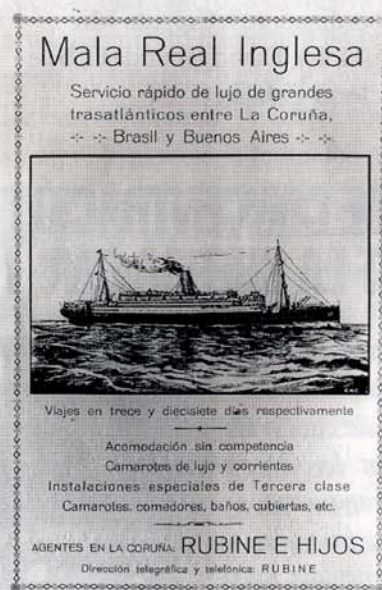 Mala Real Inglesa
Servicio rápido de lujo de grandes
trasatlánticos entre La Coruña,
-:- -:- Brasil y Buenos Aires -:- -:-
Viajes en trece y diecisiete días respectivamente
Acomodación sin competencia
Camarotes de lujo y corrientes
Instalaciones especiales de Tercera clase
Camarotes, comedores, baños, cubiertas, etc.
AGENTES EN LA CORUÑA: RUBINE E HIJOS
Dirección telegráfica y telefónica: RUBINE